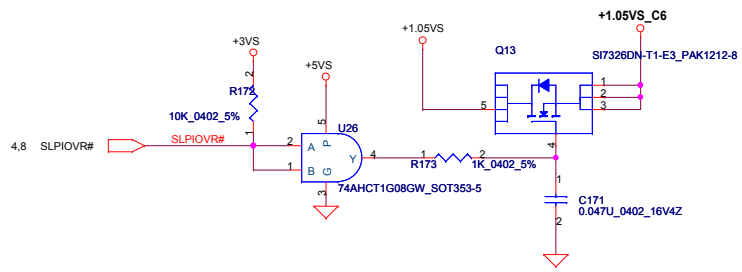 +1.05VS_C6
+1.05VS
+3VS
Q13
SI7326DN-T1-E3_PAK1212-8
+5VS
2
R172
1
5
2
3
10K_0402_5%
1
5
U26
4
4,8 SLPIOVR#
SLPIOVR#
2
A
P
Y
4
1
R173
2
1K_0402_5%
1
B
G
74AHCT1G08GW_SOT353-5
3
1
C171
0.047U_0402_16V4Z
2